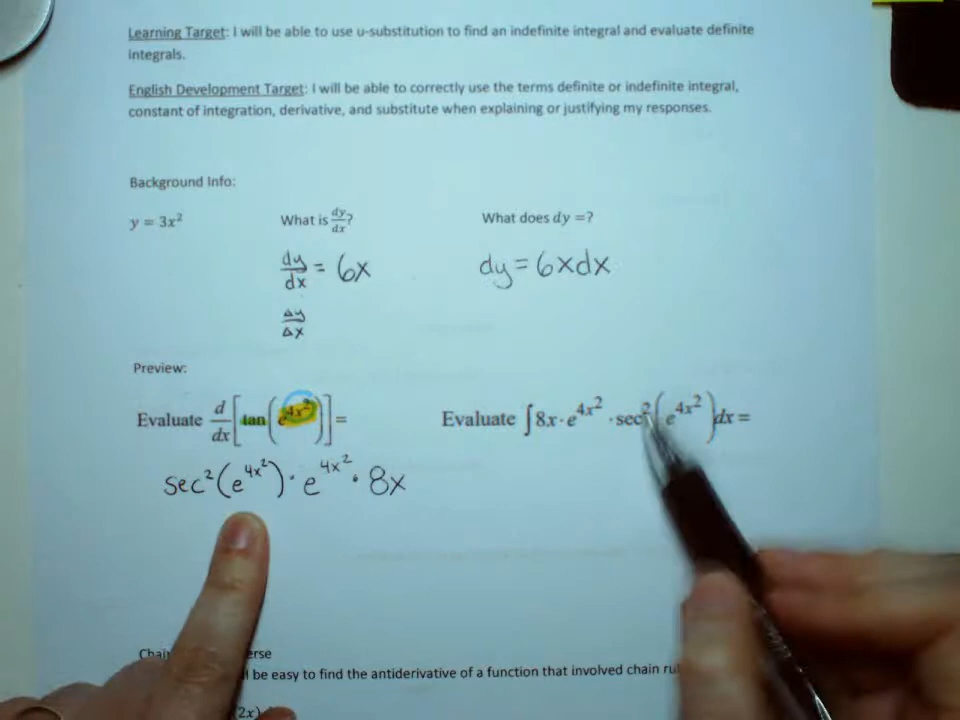 Learning Target: I will be able to use u-substitution to find an indefinite integral and evaluate definite
integrals.
English Development Target: I will be able to correctly use the terms definite or indefinite integral,
constant of integration, derivative, and substitute when explaining or justifying my responses.
Background Info:
y = 3x² What is dy/dx? What does dy =?
dy/dx = 6x dy = 6xdx
Δy/Δx
Preview:
Evaluate d/dx[tan(e^{4x²})] = Evaluate ∫8x·e^{4x²}·sec²(e^{4x²})dx =
sec²(e^{4x²})·e^{4x²}·8x
be easy to find the antiderivative of a function that involved chain
2x)